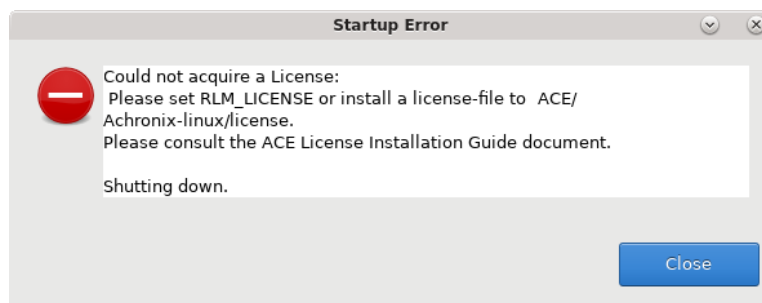 Startup Error
Could not acquire a License:
Please set RLM_LICENSE or install a license-file to  ACE/
Achronix-linux/license.
Please consult the ACE License Installation Guide document.
Shutting down.
Close